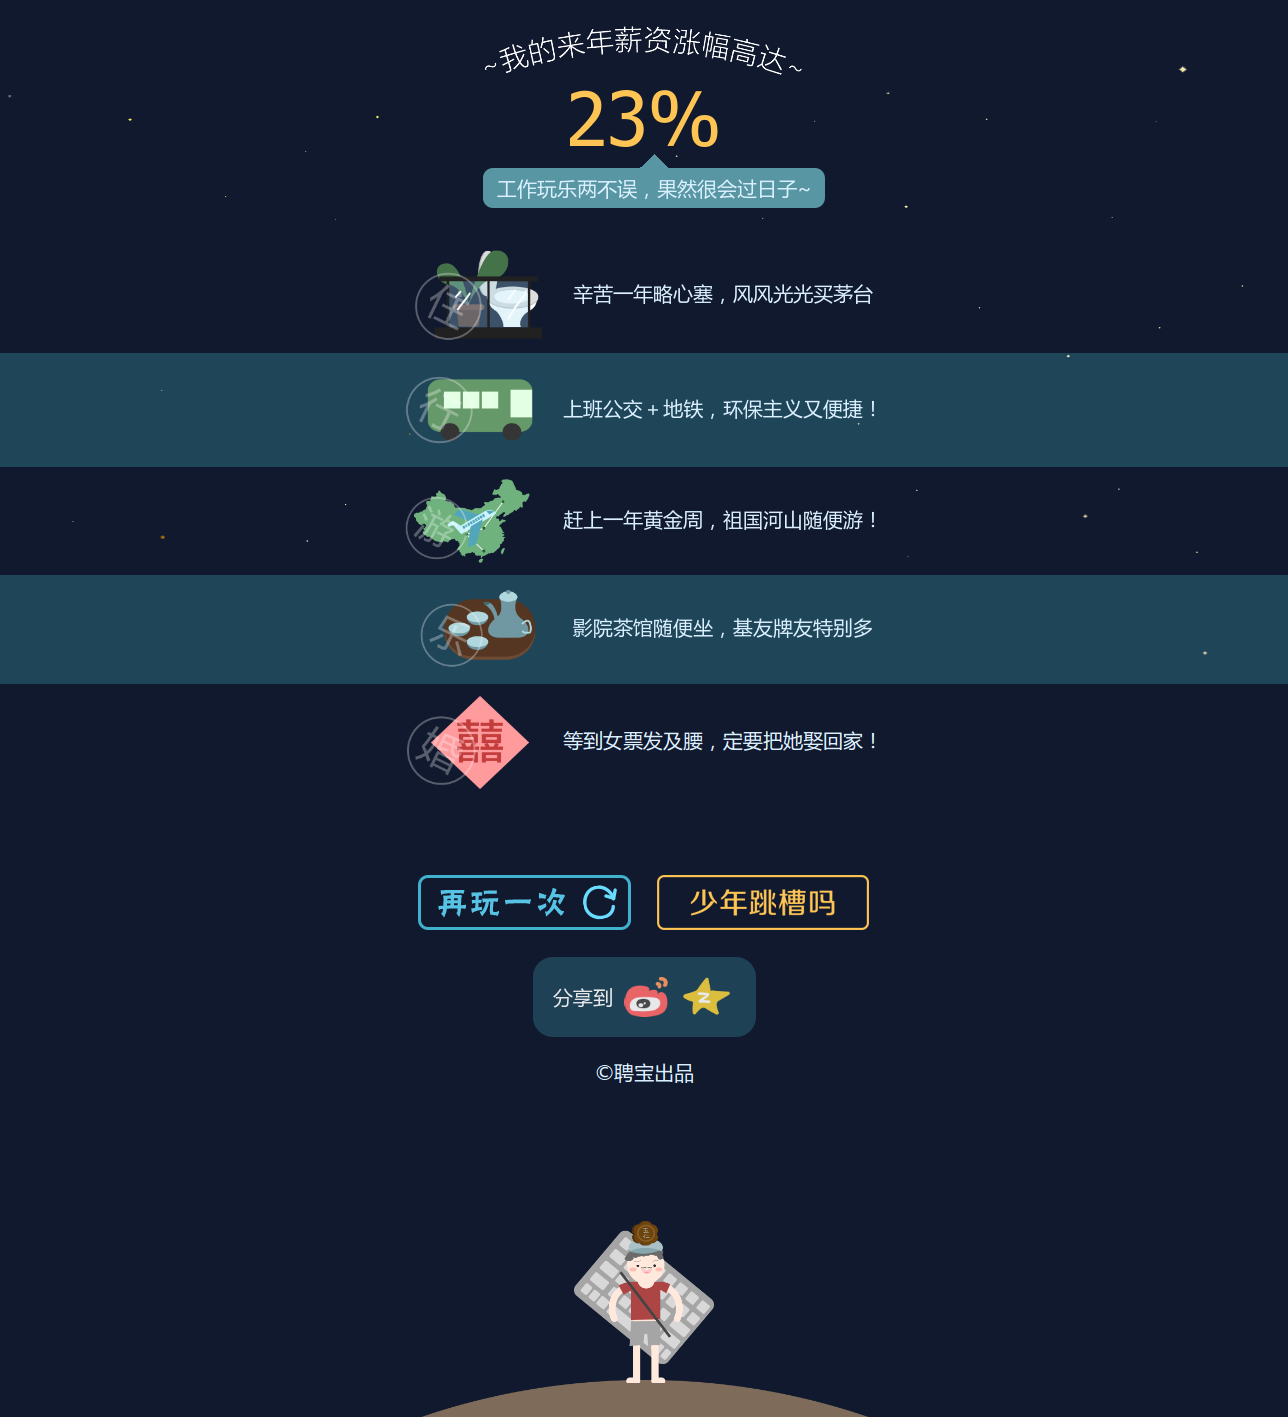 ~我的来年薪资涨幅高达~
23%
工作玩乐两不误，果然很会过日子~
住
辛苦一年略心塞，风风光光买茅台
行
上班公交+地铁，环保主义又便捷！
游
赶上一年黄金周，祖国河山随便游！
乐
影院茶馆随便坐，基友牌友特别多
婚
囍
等到女票发及腰，定要把她娶回家！
再玩一次
少年跳槽吗
分享到
©聘宝出品